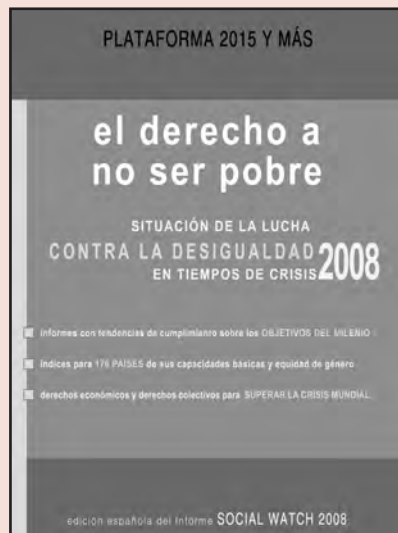 PLATAFORMA 2015 Y MÁS
el derecho a
no ser pobre
SITUACIÓN DE LA LUCHA
CONTRA LA DESIGUALDAD 2008
EN TIEMPOS DE CRISIS
informes con tendencias de cumplimiento sobre los OBJETIVOS DEL MILENIO
índices para 176 PAÍSES de sus capacidades básicas y equidad de género
derechos económicos y derechos colectivos para SUPERAR LA CRISIS MUNDIAL
edición española del Informe SOCIAL WATCH 2008